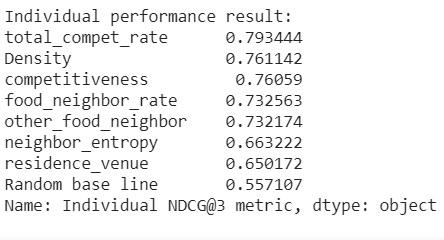 Individual performance result:
total_compet_rate 0.793444
Density 0.761142
competitiveness 0.76059
food_neighbor_rate 0.732563
other_food_neighbor 0.732174
neighbor_entropy 0.663222
residence_venue 0.650172
Random base line 0.557107
Name: Individual NDCG@3 metric, dtype: object